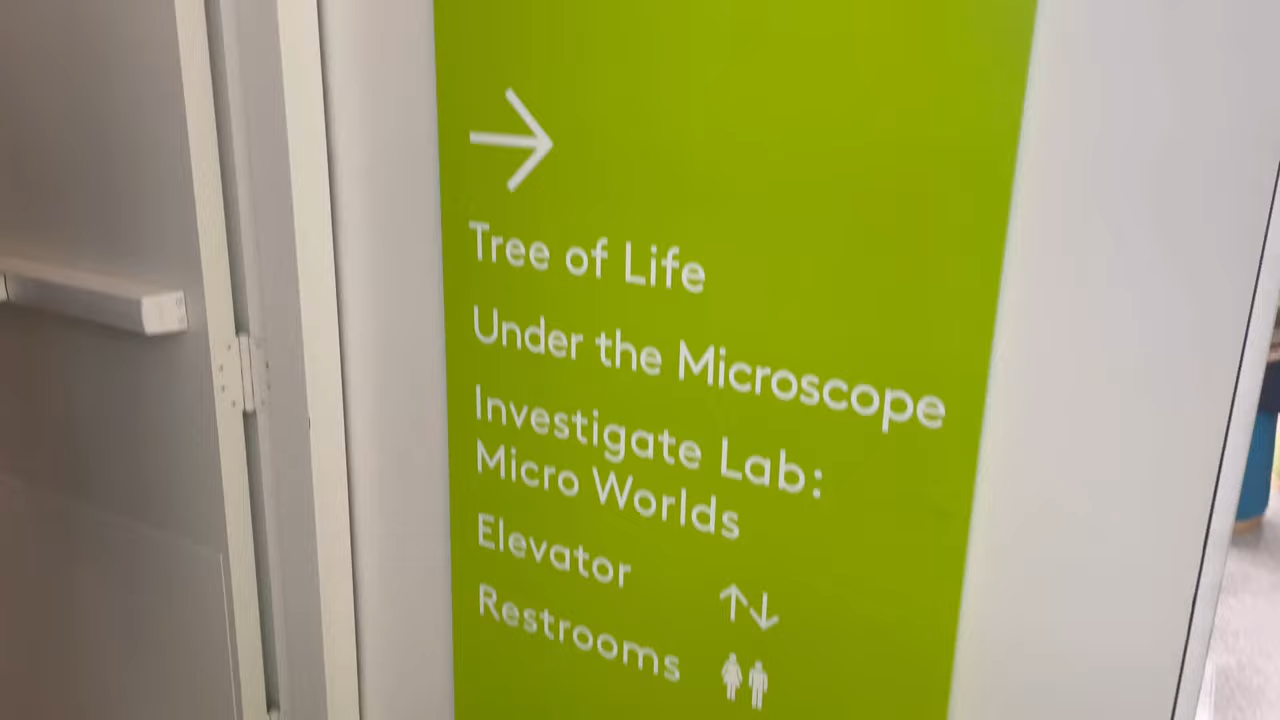 Tree of Life
Under the Microscope
Investigate Lab:
Micro Worlds
Elevator
Restrooms